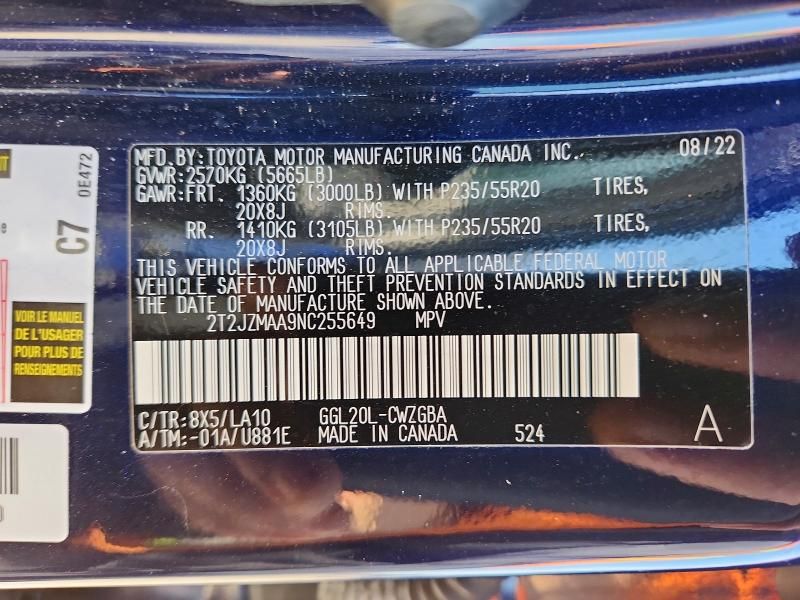 MFD.BY:TOYOTA MOTOR MANUFACTURING CANADA INC. 08/22
GVWR:2570KG (5665LB)
GAWR:FRT. 1360KG (3000LB) WITH P235/55R20 TIRES,
20X8J RIMS.
RR. 1410KG (3105LB) WITH P235/55R20 TIRES,
20X8J RIMS.
THIS VEHICLE CONFORMS TO ALL APPLICABLE FEDERAL MOTOR
VEHICLE SAFETY AND THEFT PREVENTION STANDARDS IN EFFECT ON
THE DATE OF MANUFACTURE SHOWN ABOVE.
2T2JZMAA9NC255649 MPV
C/TR:8X5/LA10 GGL20L-CWZGBA
A/TM:-01A/U881E MADE IN CANADA 524 A
C7
0E472
VOIR LE MANUEL
DE L'USAGER
POUR PLUS DE
RENSEIGNEMENTS